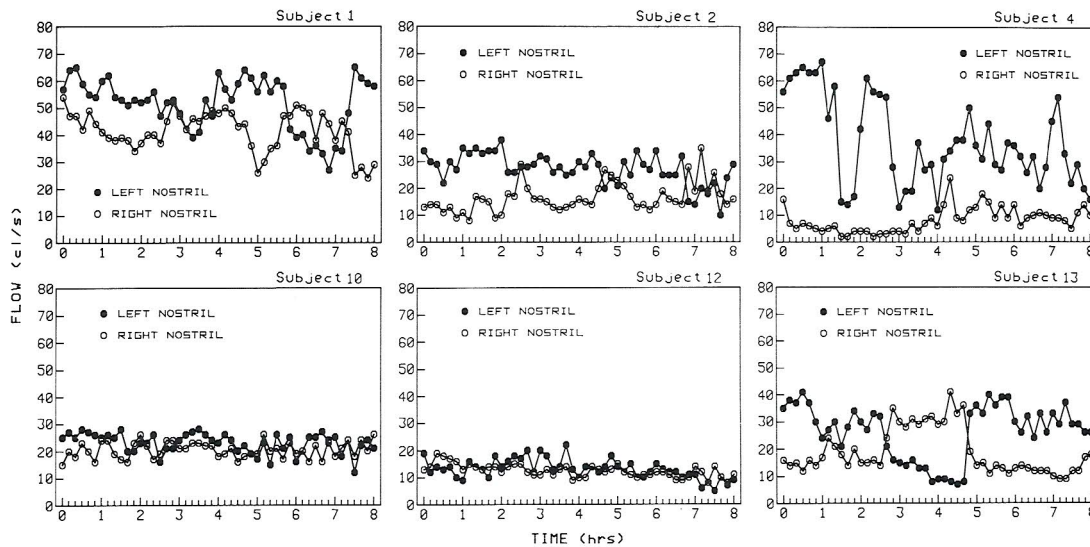 Subject 1
Subject 2
Subject 4
80
70
60
50
40
30
20
10
0
● LEFT NOSTRIL
○ RIGHT NOSTRIL
0 1 2 3 4 5 6 7 8
80
70
60
50
40
30
20
10
0
● LEFT NOSTRIL
○ RIGHT NOSTRIL
0 1 2 3 4 5 6 7 8
80
70
60
50
40
30
20
10
0
● LEFT NOSTRIL
○ RIGHT NOSTRIL
0 1 2 3 4 5 6 7 8
FLOW (cl/s)
Subject 10
Subject 12
Subject 13
80
70
60
50
40
30
20
10
0
● LEFT NOSTRIL
○ RIGHT NOSTRIL
0 1 2 3 4 5 6 7 8
80
70
60
50
40
30
20
10
0
● LEFT NOSTRIL
○ RIGHT NOSTRIL
0 1 2 3 4 5 6 7 8
80
70
60
50
40
30
20
10
0
● LEFT NOSTRIL
○ RIGHT NOSTRIL
0 1 2 3 4 5 6 7 8
TIME (hrs)